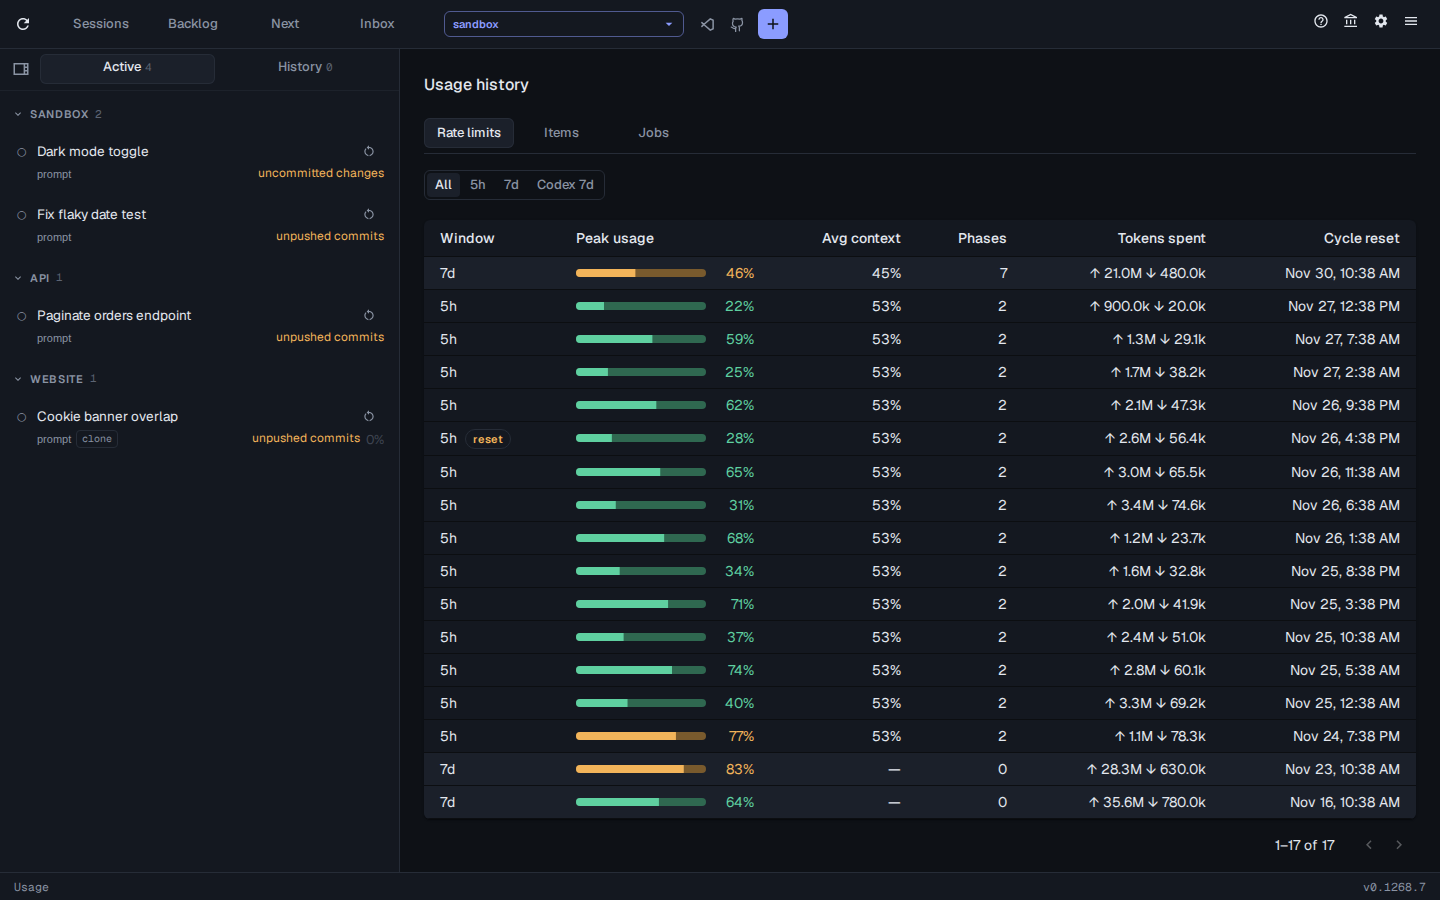 Sessions Backlog Next Inbox sandbox
Active 4 History 0
SANDBOX 2
Dark mode toggle
prompt uncommitted changes
Fix flaky date test
prompt unpushed commits
API 1
Paginate orders endpoint
prompt unpushed commits
WEBSITE 1
Cookie banner overlap
prompt clone unpushed commits 0%
Usage history
Rate limits Items Jobs
All 5h 7d Codex 7d
Window Peak usage Avg context Phases Tokens spent Cycle reset
7d 46% 45% 7 ↑ 21.0M ↓ 480.0k Nov 30, 10:38 AM
5h 22% 53% 2 ↑ 900.0k ↓ 20.0k Nov 27, 12:38 PM
5h 59% 53% 2 ↑ 1.3M ↓ 29.1k Nov 27, 7:38 AM
5h 25% 53% 2 ↑ 1.7M ↓ 38.2k Nov 27, 2:38 AM
5h 62% 53% 2 ↑ 2.1M ↓ 47.3k Nov 26, 9:38 PM
5h reset 28% 53% 2 ↑ 2.6M ↓ 56.4k Nov 26, 4:38 PM
5h 65% 53% 2 ↑ 3.0M ↓ 65.5k Nov 26, 11:38 AM
5h 31% 53% 2 ↑ 3.4M ↓ 74.6k Nov 26, 6:38 AM
5h 68% 53% 2 ↑ 1.2M ↓ 23.7k Nov 26, 1:38 AM
5h 34% 53% 2 ↑ 1.6M ↓ 32.8k Nov 25, 8:38 PM
5h 71% 53% 2 ↑ 2.0M ↓ 41.9k Nov 25, 3:38 PM
5h 37% 53% 2 ↑ 2.4M ↓ 51.0k Nov 25, 10:38 AM
5h 74% 53% 2 ↑ 2.8M ↓ 60.1k Nov 25, 5:38 AM
5h 40% 53% 2 ↑ 3.3M ↓ 69.2k Nov 25, 12:38 AM
5h 77% 53% 2 ↑ 1.1M ↓ 78.3k Nov 24, 7:38 PM
7d 83% — 0 ↑ 28.3M ↓ 630.0k Nov 23, 10:38 AM
7d 64% — 0 ↑ 35.6M ↓ 780.0k Nov 16, 10:38 AM
1–17 of 17
Usage v0.1268.7